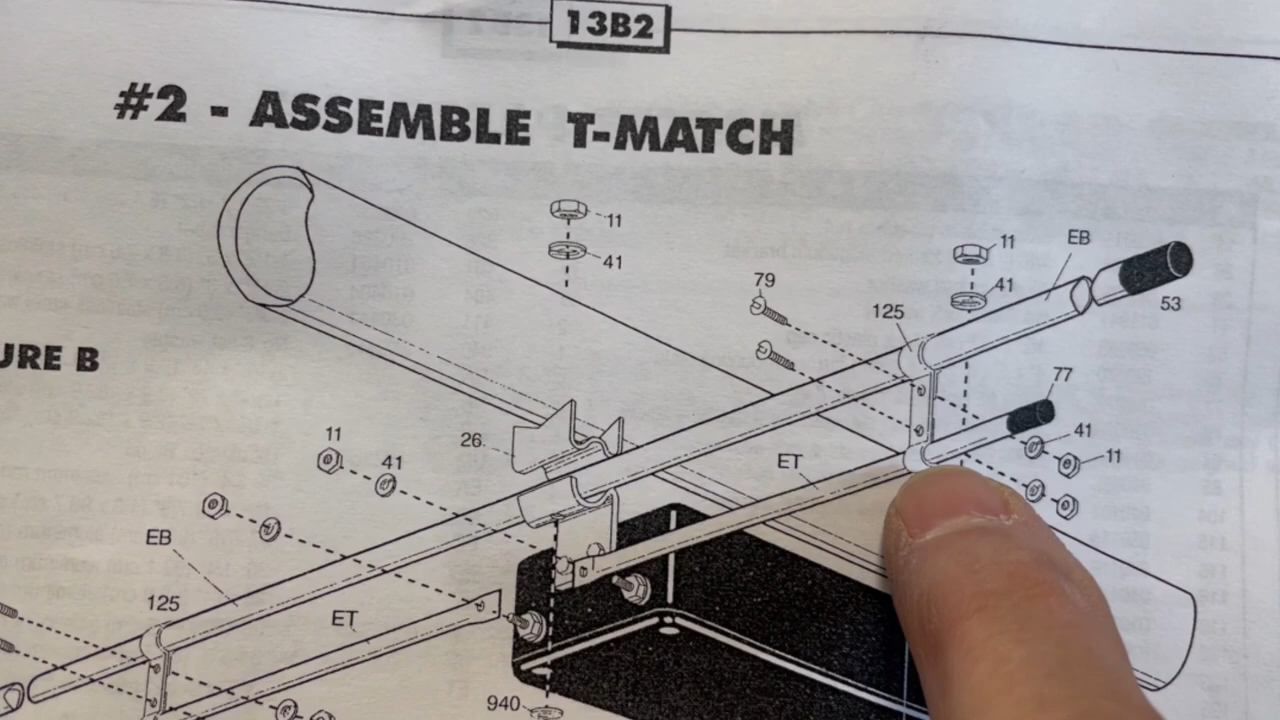 13B2
#2 - ASSEMBLE T-MATCH
11
41
11
EB
41
53
79
125
77
URE B
26
11
41
41
ET
11
EB
125
ET
940